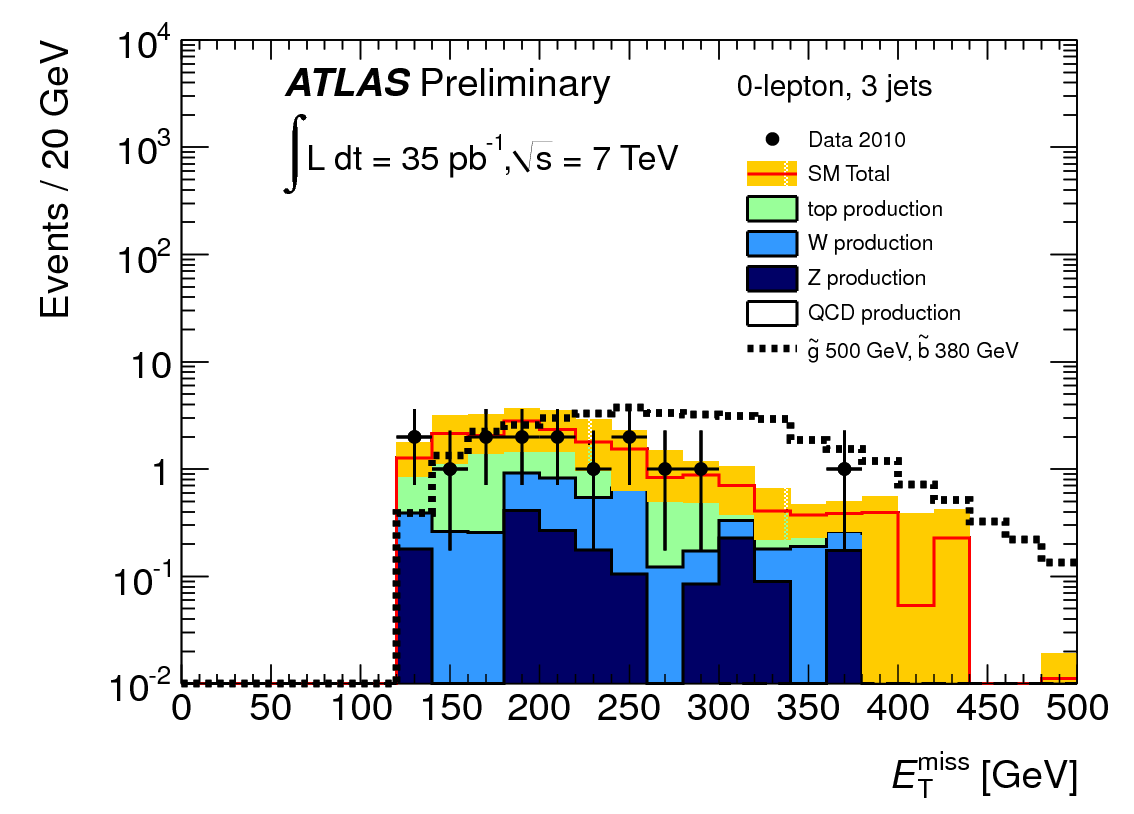 Events / 20 GeV
10⁴
10³
10²
10
1
10⁻¹
10⁻²
ATLAS Preliminary
∫L dt = 35 pb⁻¹,√s = 7 TeV
0-lepton, 3 jets
Data 2010
SM Total
top production
W production
Z production
QCD production
g̃ 500 GeV, b̃ 380 GeV
0 50 100 150 200 250 300 350 400 450 500
E_T^miss [GeV]